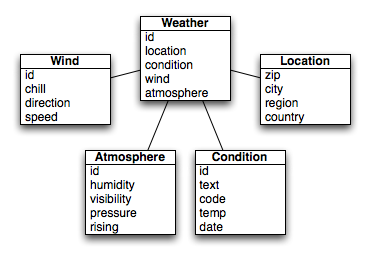 Weather
id
location
condition
wind
atmosphere
Wind
id
chill
direction
speed
Location
zip
city
region
country
Atmosphere
id
humidity
visibility
pressure
rising
Condition
id
text
code
temp
date